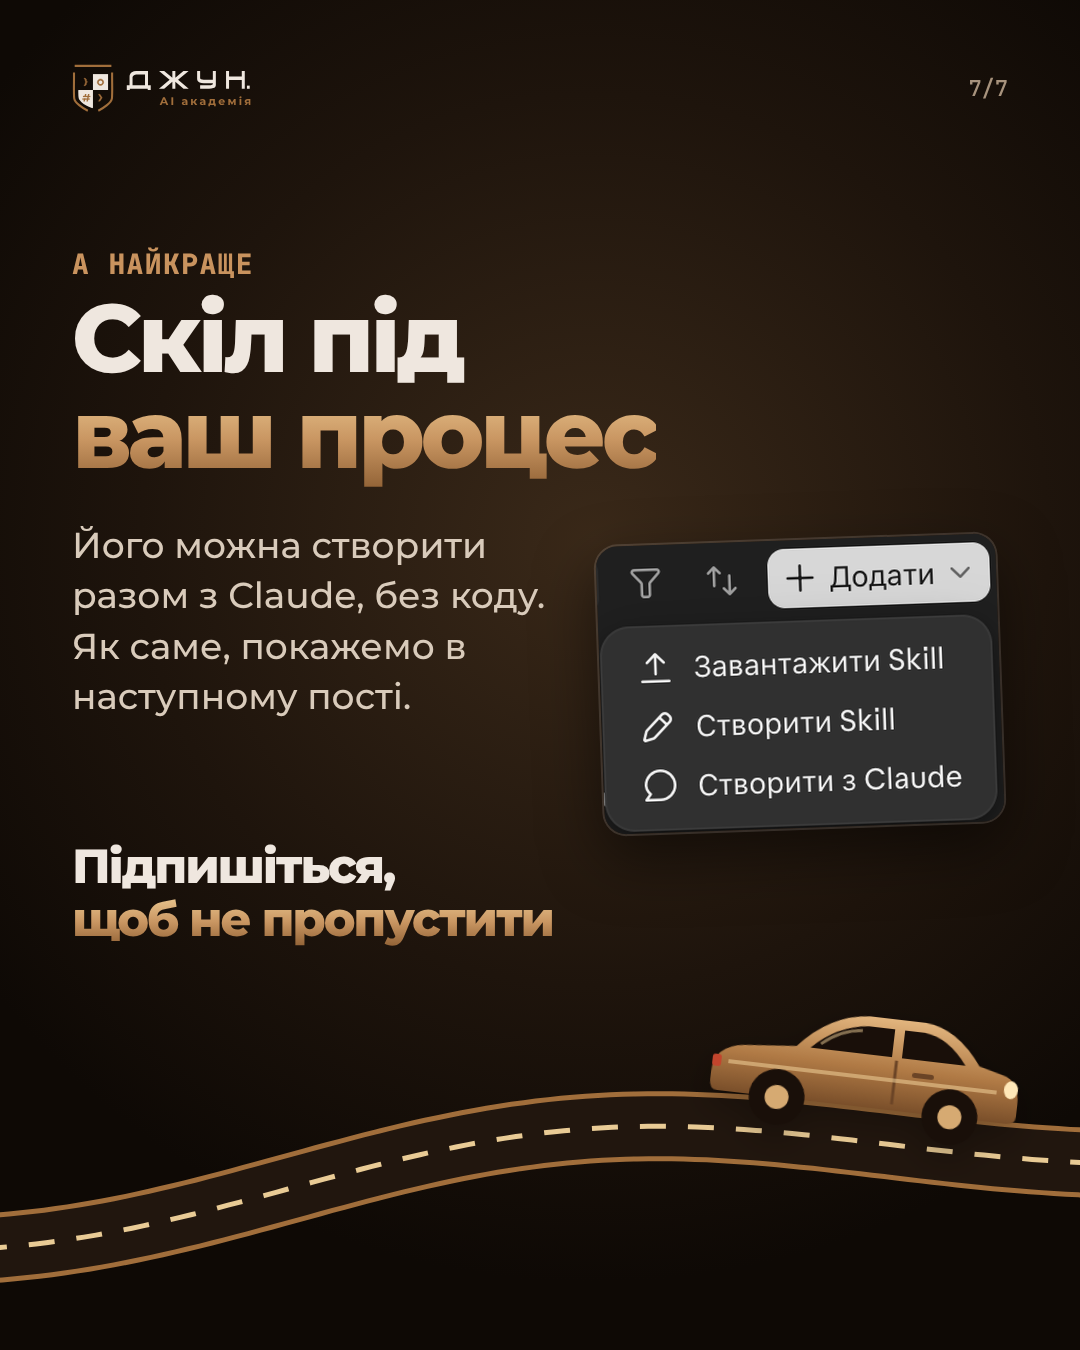 ДЖУН.
AI академія
7/7
А НАЙКРАЩЕ
Скіл під
ваш процес
Його можна створити
разом з Claude, без коду.
Як саме, покажемо в
наступному пості.
Додати
Завантажити Skill
Створити Skill
Створити з Claude
Підпишіться,
щоб не пропустити